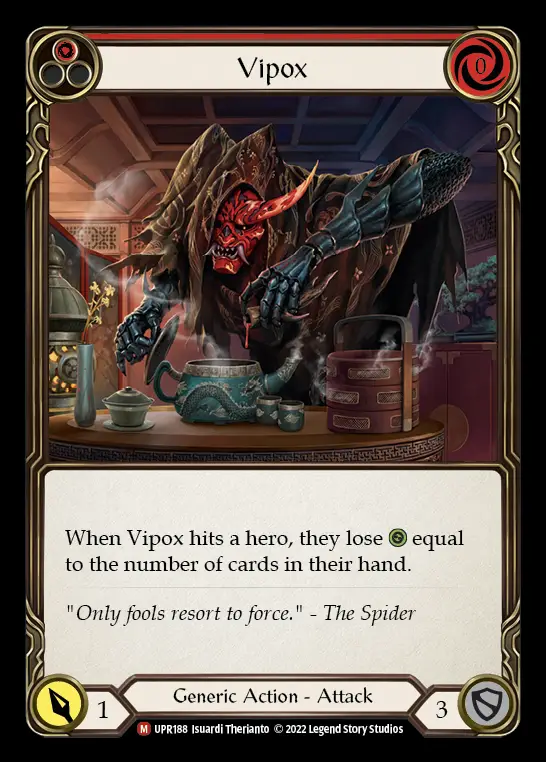 Vipox
0
When Vipox hits a hero, they lose equal
to the number of cards in their hand.
"Only fools resort to force." - The Spider
1
Generic Action - Attack
3
M UPR188 Isuardi Therianto © 2022 Legend Story Studios